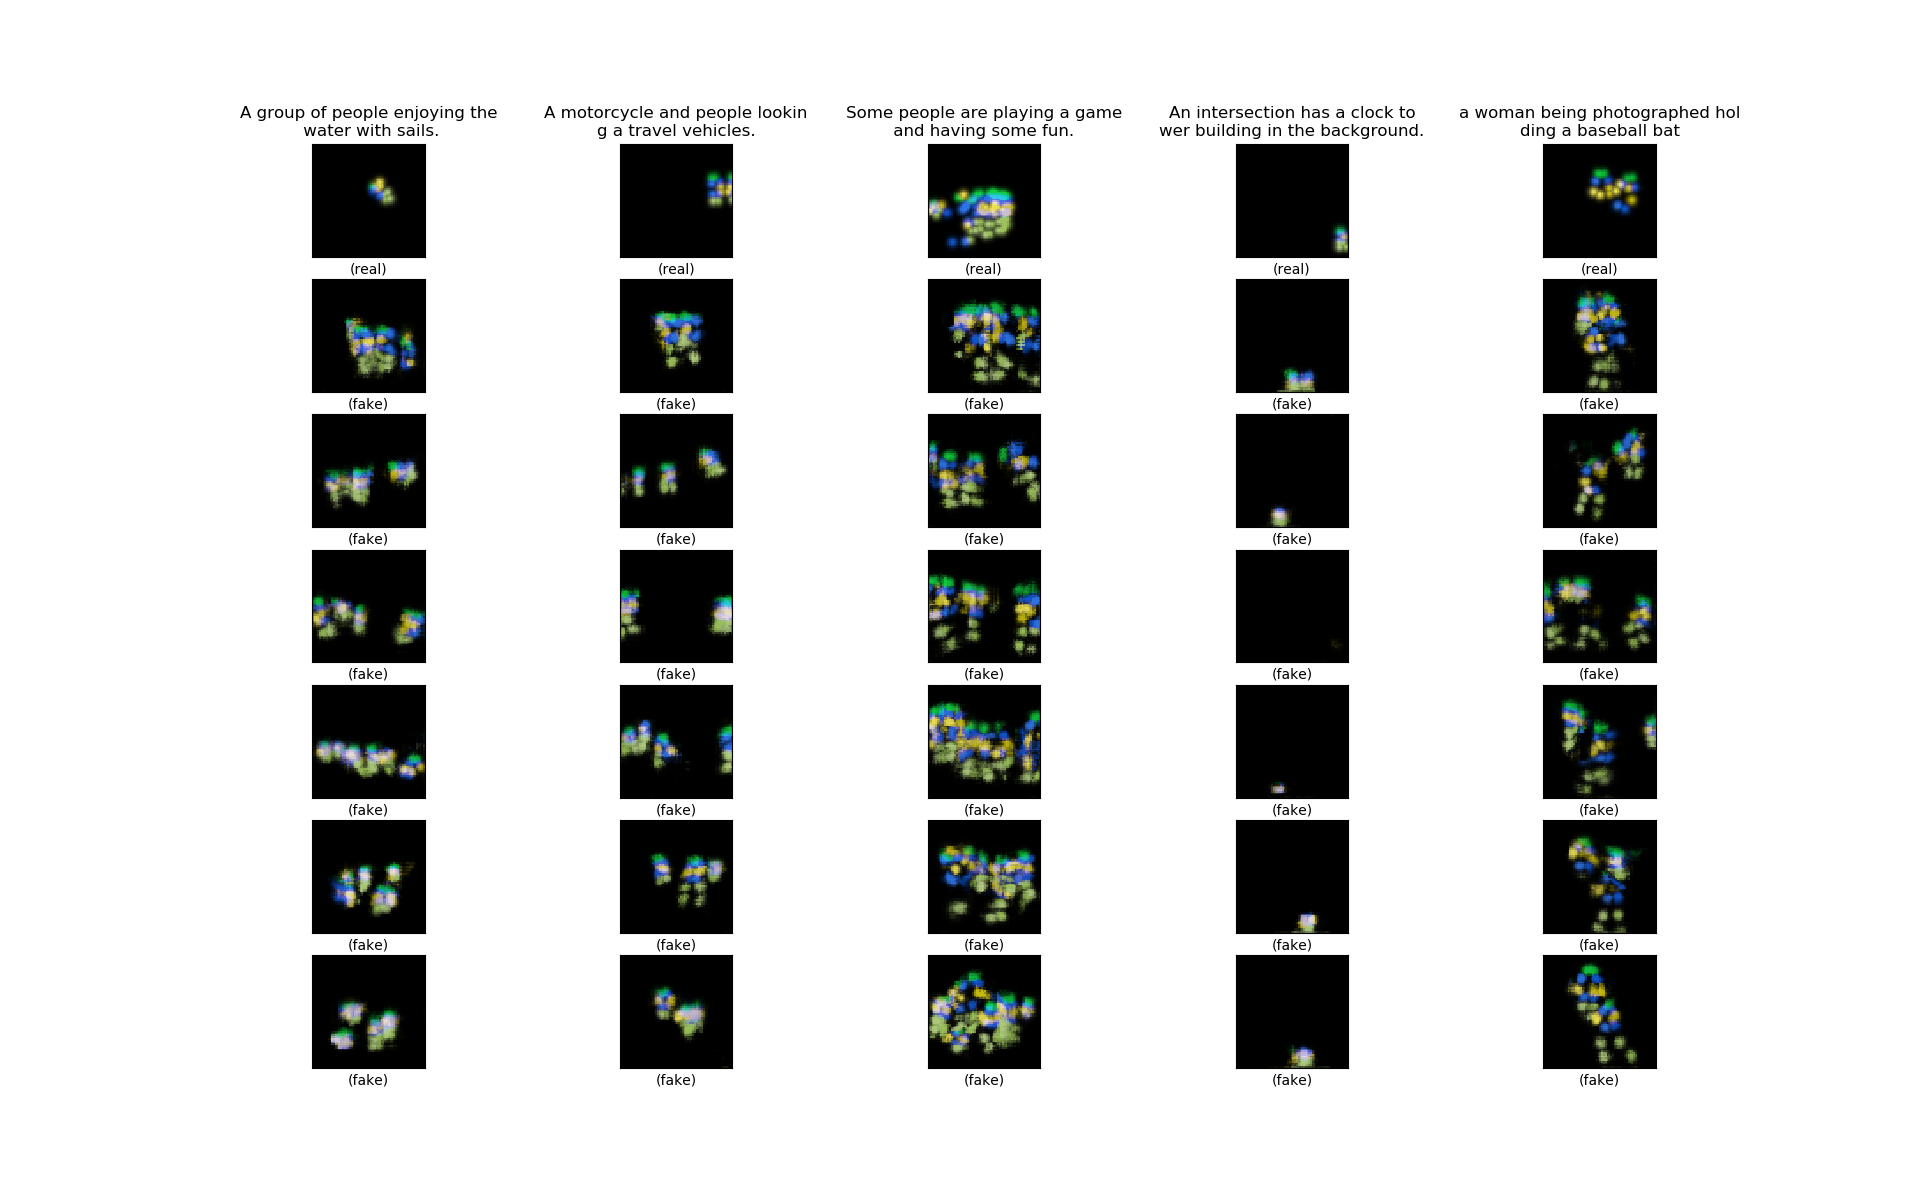 A group of people enjoying the
water with sails.
A motorcycle and people lookin
g a travel vehicles.
Some people are playing a game
and having some fun.
An intersection has a clock to
wer building in the background.
a woman being photographed hol
ding a baseball bat
(real) (real) (real) (real) (real)
(fake) (fake) (fake) (fake) (fake)
(fake) (fake) (fake) (fake) (fake)
(fake) (fake) (fake) (fake) (fake)
(fake) (fake) (fake) (fake) (fake)
(fake) (fake) (fake) (fake) (fake)
(fake) (fake) (fake) (fake) (fake)